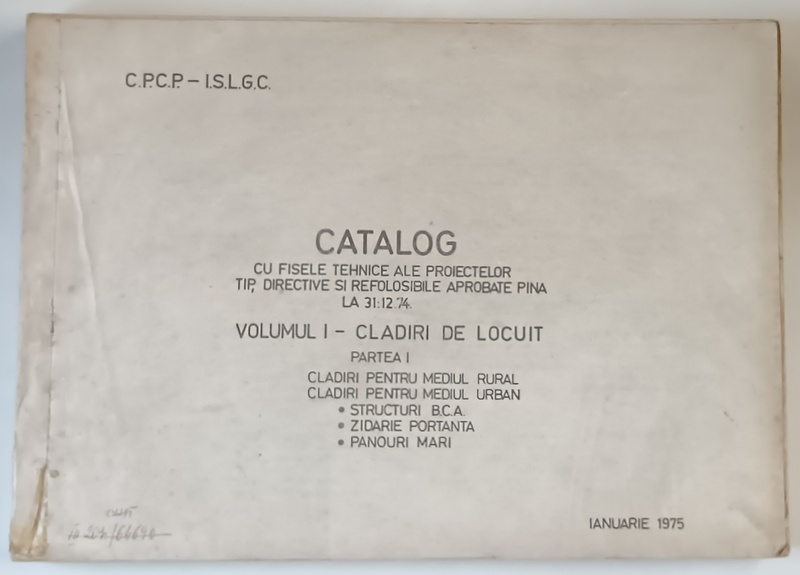 C.P.C.P. – I.S.L.G.C.
CATALOG
CU FISELE TEHNICE ALE PROIECTELOR
TIP, DIRECTIVE SI REFOLOSIBILE APROBATE PINA
LA 31:12.74.
VOLUMUL I – CLADIRI DE LOCUIT
PARTEA I
CLADIRI PENTRU MEDIUL RURAL
CLADIRI PENTRU MEDIUL URBAN
• STRUCTURI B.C.A.
• ZIDARIE PORTANTA
• PANOURI MARI
IANUARIE 1975